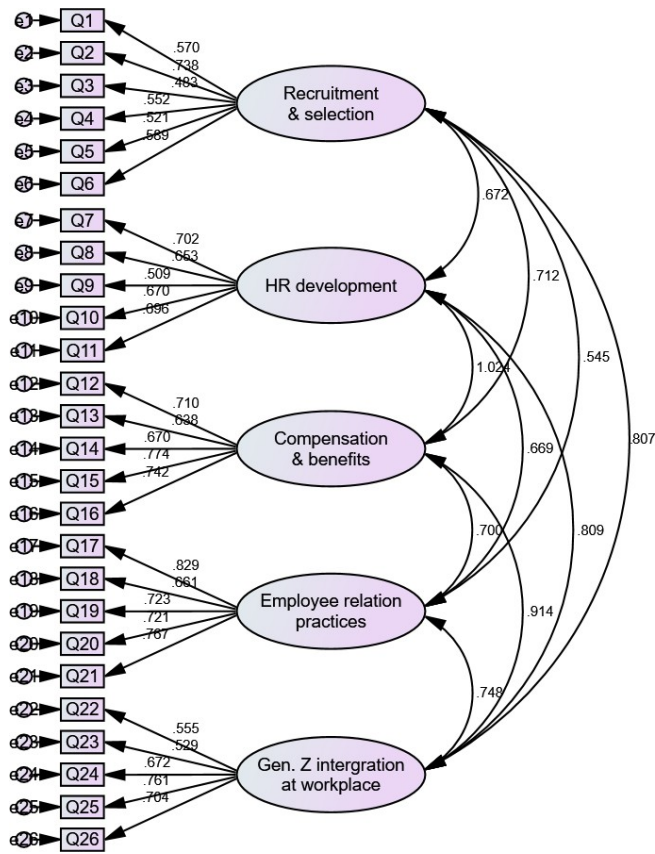 e1 Q1
e2 Q2
e3 Q3
e4 Q4
e5 Q5
e6 Q6
.570
.738
.483
.552
.521
.589
Recruitment
& selection
e7 Q7
e8 Q8
e9 Q9
e10 Q10
e11 Q11
.702
.653
.509
.670
.696
HR development
e12 Q12
e13 Q13
e14 Q14
e15 Q15
e16 Q16
.710
.638
.670
.774
.742
Compensation
& benefits
e17 Q17
e18 Q18
e19 Q19
e20 Q20
e21 Q21
.829
.661
.723
.721
.767
Employee relation
practices
e22 Q22
e23 Q23
e24 Q24
e25 Q25
e26 Q26
.555
.529
.672
.761
.704
Gen. Z intergration
at workplace
.672
.712
1.024
.545
.669
.807
.700
.809
.914
.748